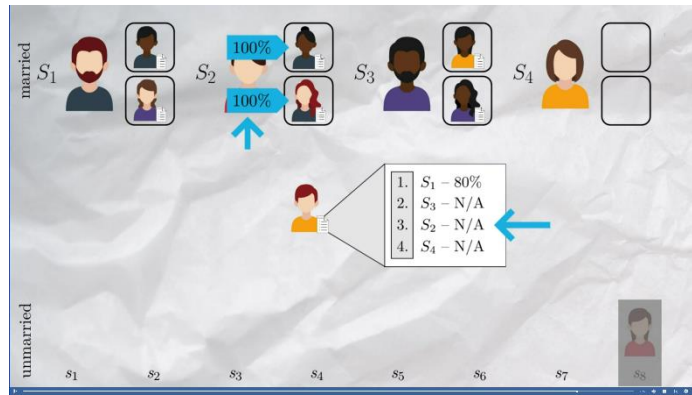 married
S₁
S₂
100%
100%
S₃
S₄
1. S₁ – 80%
2. S₃ – N/A
3. S₂ – N/A
4. S₄ – N/A
unmarried
s₁ s₂ s₃ s₄ s₅ s₆ s₇ s₈